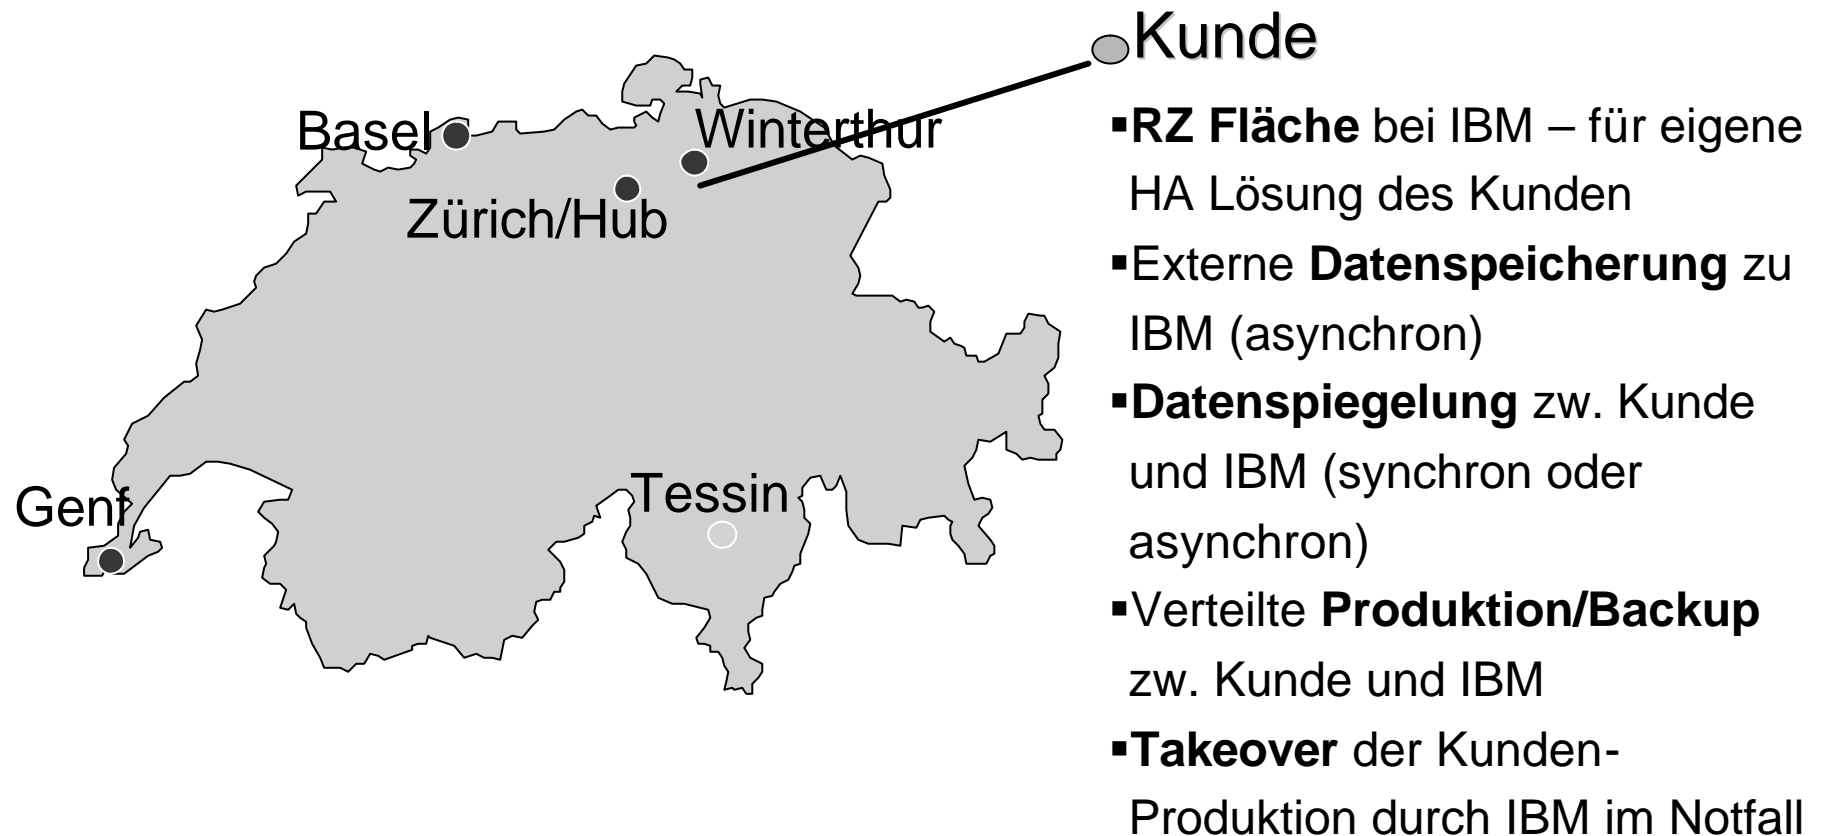 Kunde
Basel
Winterthur
Zürich/Hub
Genf
Tessin
▪RZ Fläche bei IBM – für eigene
HA Lösung des Kunden
▪Externe Datenspeicherung zu
IBM (asynchron)
▪Datenspiegelung zw. Kunde
und IBM (synchron oder
asynchron)
▪Verteilte Produktion/Backup
zw. Kunde und IBM
▪Takeover der Kunden-
Produktion durch IBM im Notfall